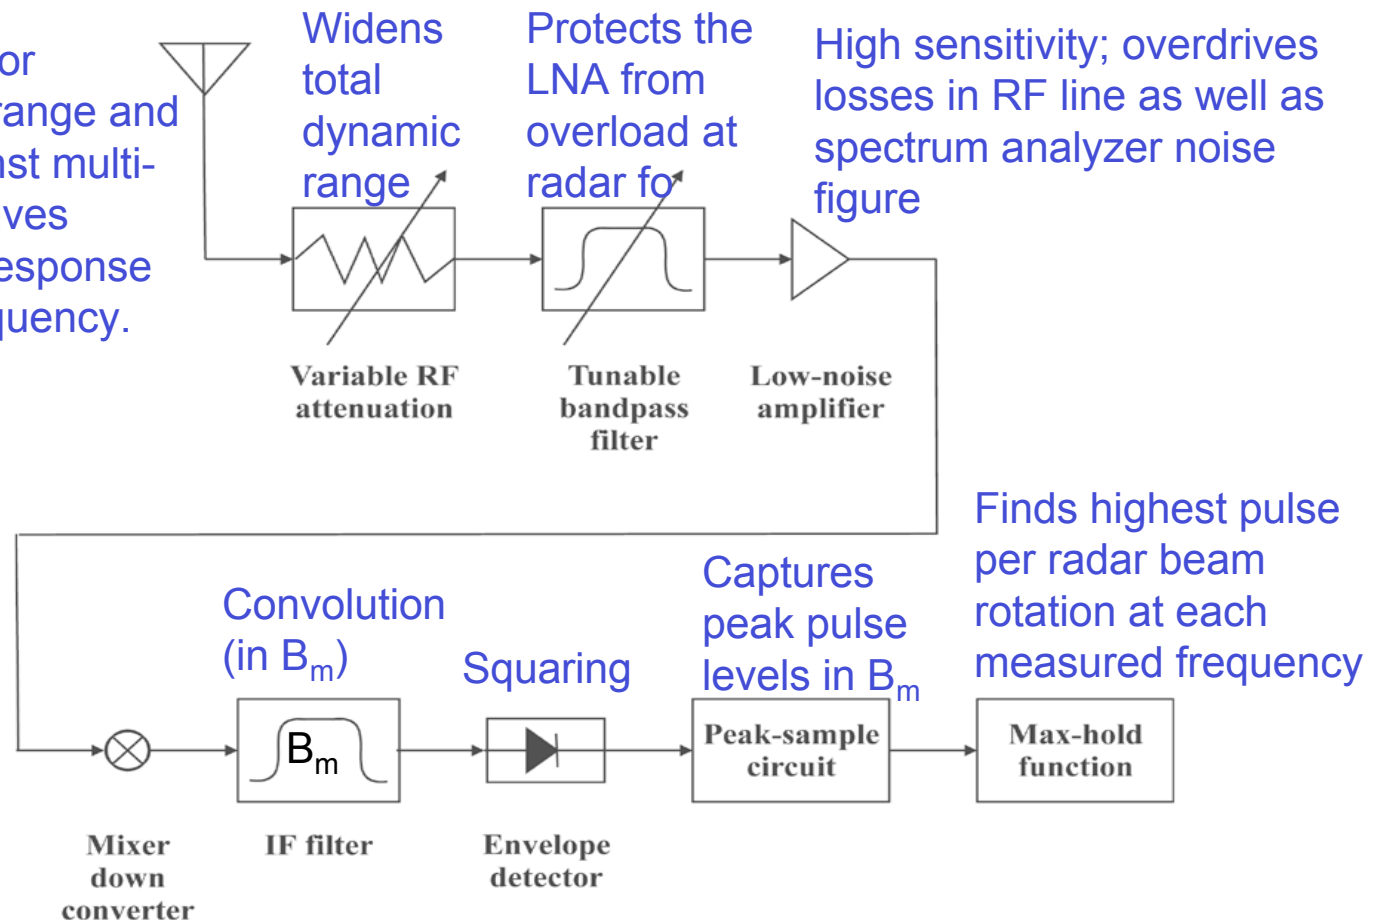 or
range and
nst multi-
ves
esponse
quency.
Widens
total
dynamic
range
Protects the
LNA from
overload at
radar fo
High sensitivity; overdrives
losses in RF line as well as
spectrum analyzer noise
figure
Variable RF
attenuation
Tunable
bandpass
filter
Low-noise
amplifier
Convolution
(in Bm)
Squaring
Captures
peak pulse
levels in Bm
Finds highest pulse
per radar beam
rotation at each
measured frequency
Bm
Peak-sample
circuit
Max-hold
function
Mixer
down
converter
IF filter
Envelope
detector